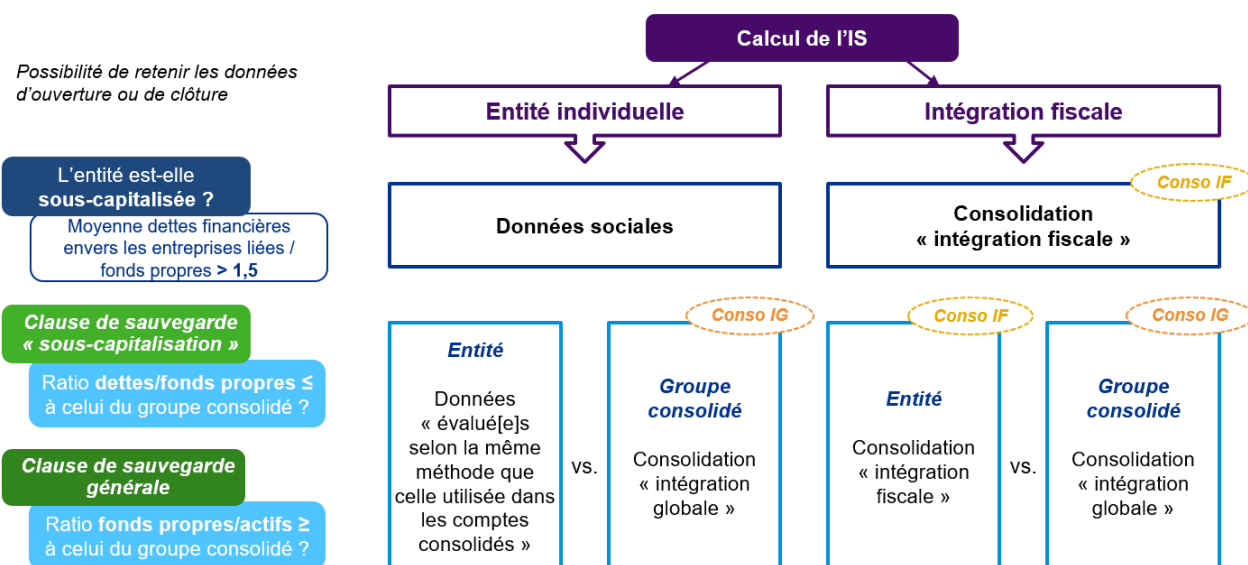 Calcul de l'IS
Possibilité de retenir les données
d'ouverture ou de clôture
Entité individuelle
Intégration fiscale
L'entité est-elle
sous-capitalisée ?
Moyenne dettes financières
envers les entreprises liées /
fonds propres > 1,5
Données sociales
Conso IF
Consolidation
« intégration fiscale »
Clause de sauvegarde
« sous-capitalisation »
Ratio dettes/fonds propres ≤
à celui du groupe consolidé ?
Clause de sauvegarde
générale
Ratio fonds propres/actifs ≥
à celui du groupe consolidé ?
Entité
Données
« évalué[e]s
selon la même
méthode que
celle utilisée dans
les comptes
consolidés »
vs.
Conso IG
Groupe
consolidé
Consolidation
« intégration
globale »
Conso IF
Entité
Consolidation
« intégration
fiscale »
vs.
Conso IG
Groupe
consolidé
Consolidation
« intégration
globale »